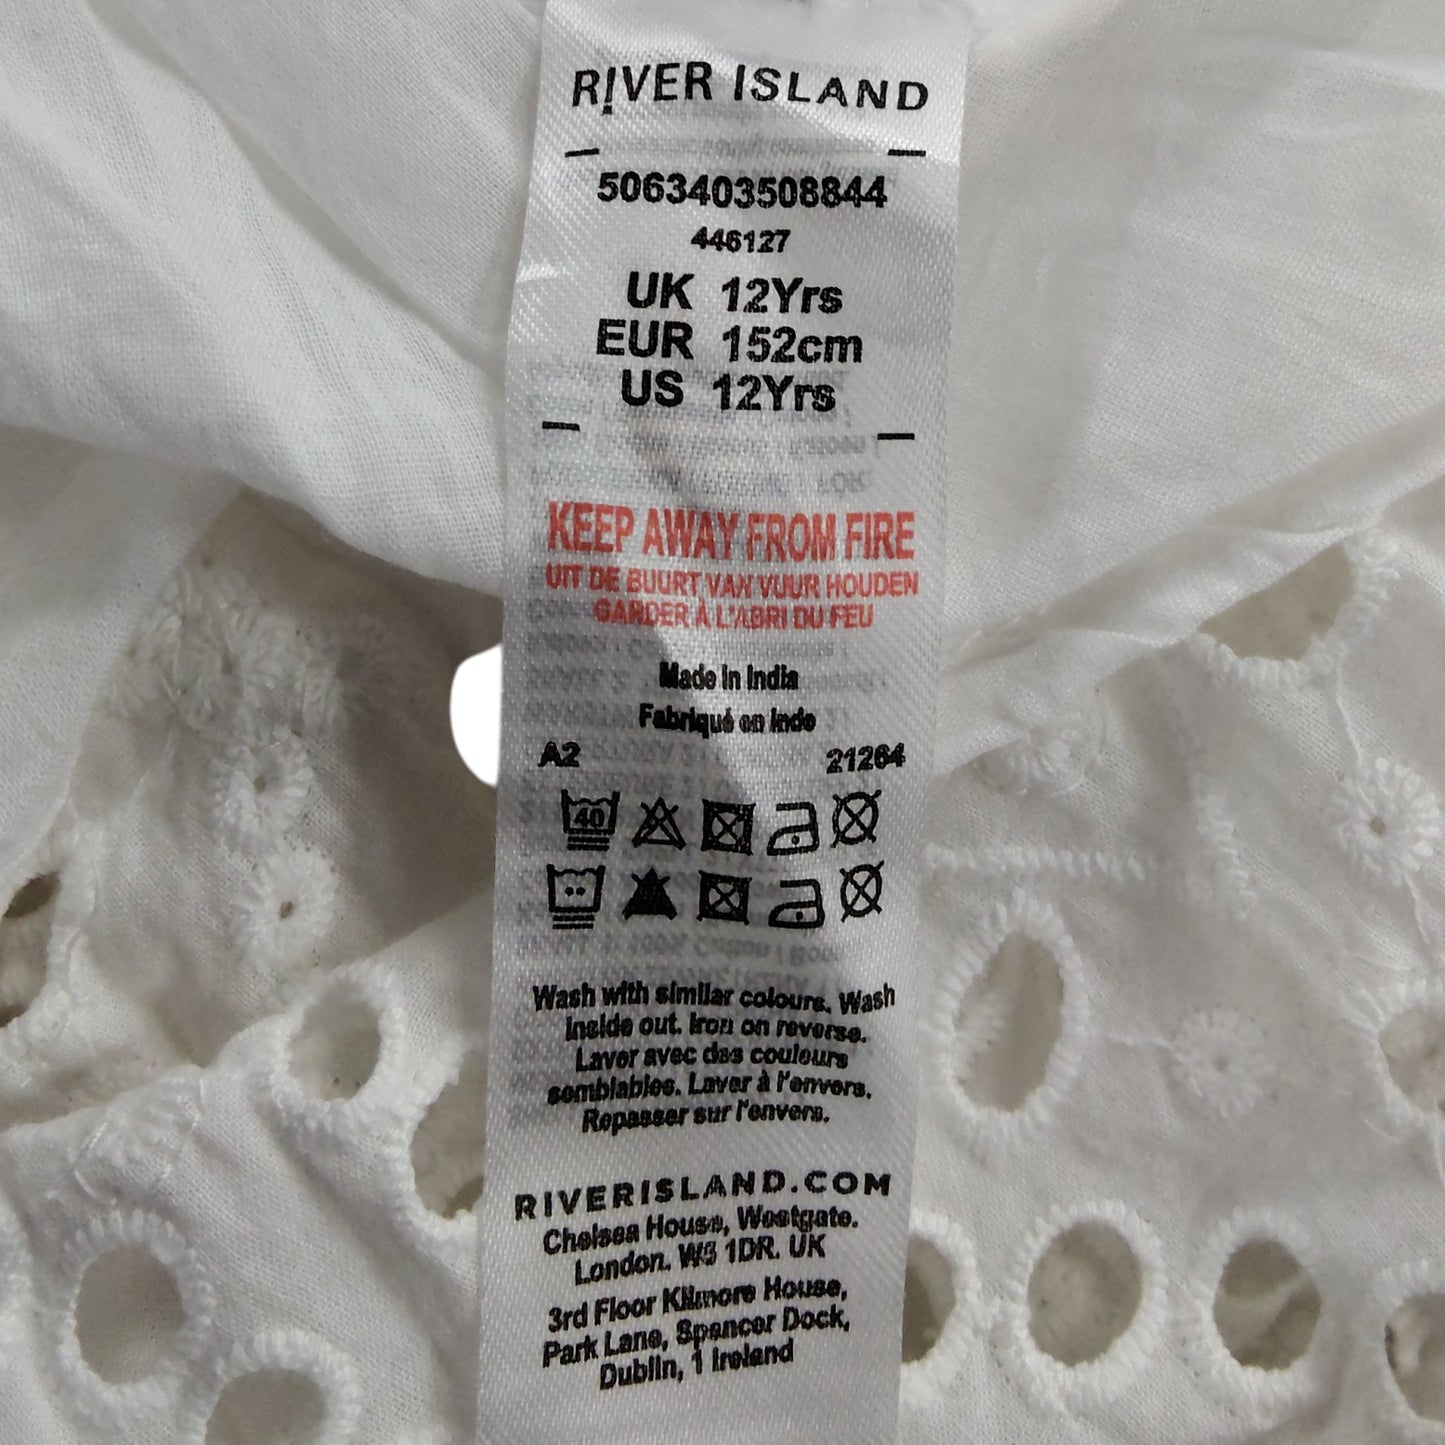 RIVER ISLAND
5063403508844
446127
UK 12Yrs
EUR 152cm
US 12Yrs
KEEP AWAY FROM FIRE
UIT DE BUURT VAN VUUR HOUDEN
GARDER À L'ABRI DU FEU
Made in India
Fabriqué en Inde
A2 21264
40
Wash with similar colours. Wash
inside out. Iron on reverse.
Laver avec des couleurs
semblables. Laver à l'envers.
Repasser sur l'envers.
RIVERISLAND.COM
Chelsea House, Westgate.
London. W5 1DR. UK
3rd Floor Kilmore House,
Park Lane, Spencer Dock,
Dublin, 1 Ireland